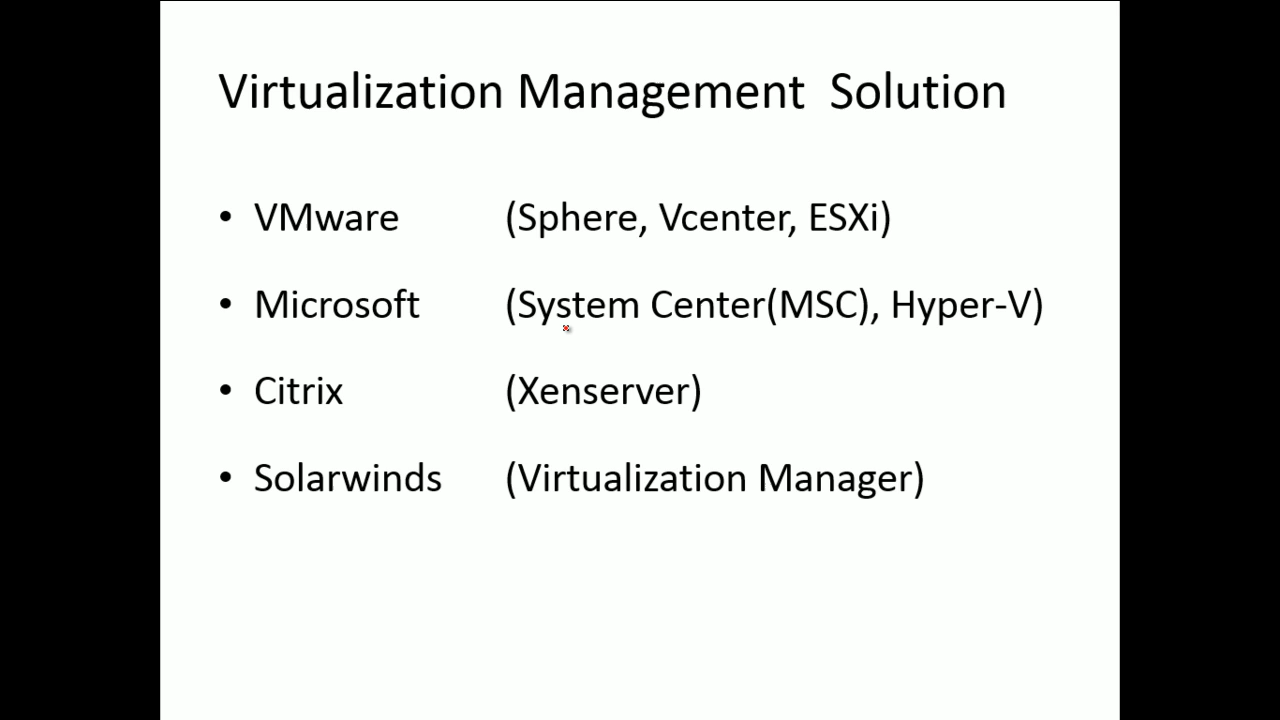 Virtualization Management Solution
• VMware (Sphere, Vcenter, ESXi)
• Microsoft (System Center(MSC), Hyper-V)
• Citrix (Xenserver)
• Solarwinds (Virtualization Manager)